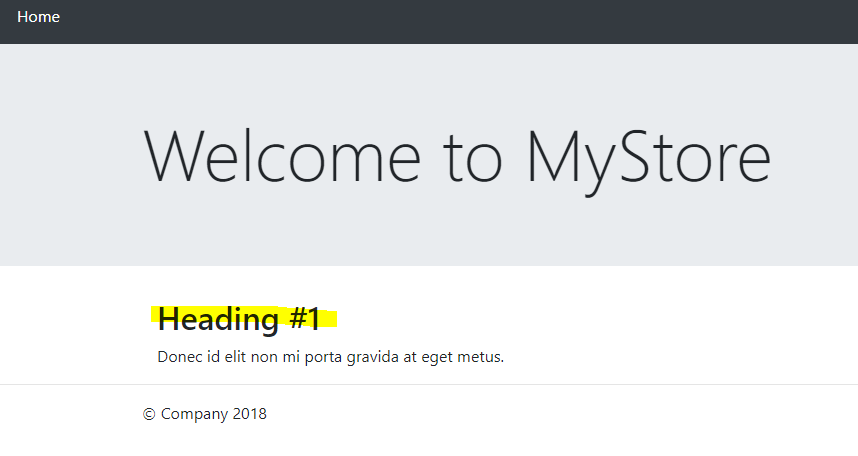 Home
Welcome to MyStore
Heading #1
Donec id elit non mi porta gravida at eget metus.
© Company 2018